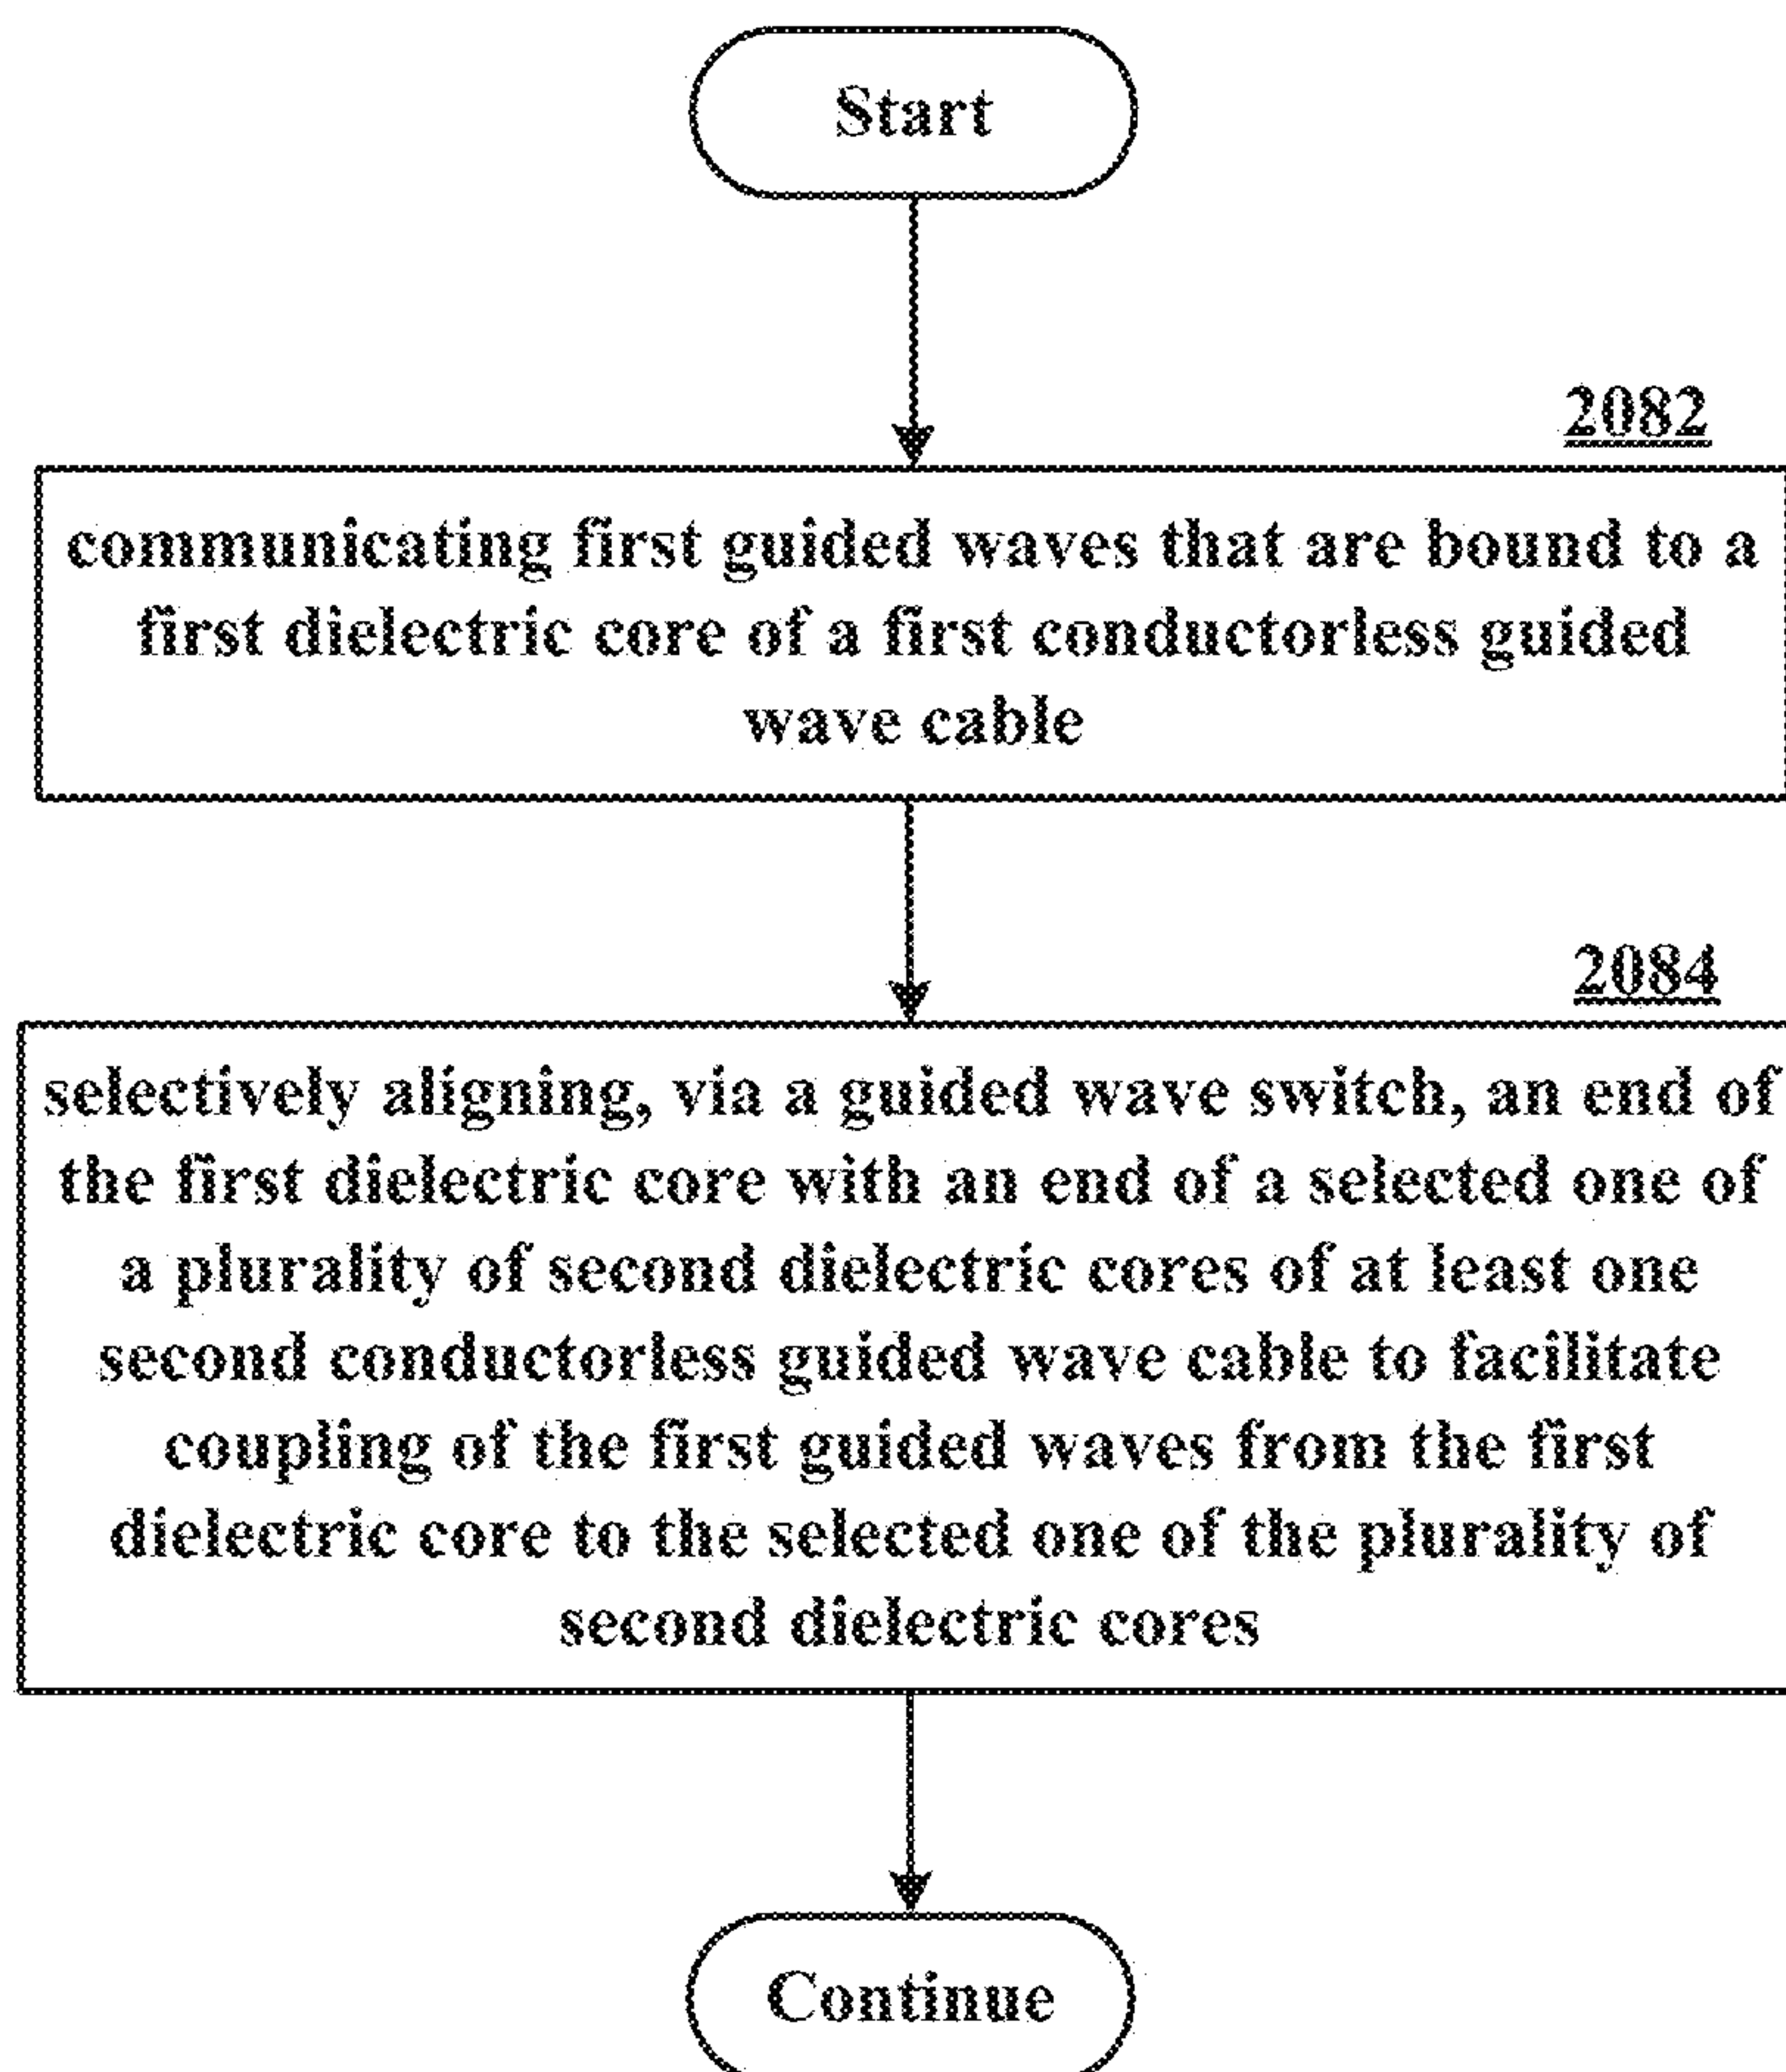 Start
2082
communicating first guided waves that are bound to a
first dielectric core of a first conductorless guided
wave cable
2084
selectively aligning, via a guided wave switch, an end of
the first dielectric core with an end of a selected one of
a plurality of second dielectric cores of at least one
second conductorless guided wave cable to facilitate
coupling of the first guided waves from the first
dielectric core to the selected one of the plurality of
second dielectric cores
Continue